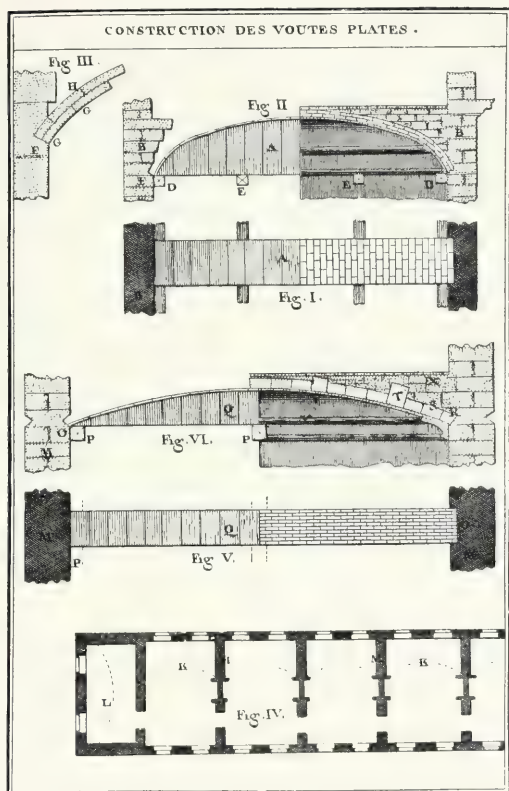 CONSTRUCTION DES VOUTES PLATES.
Fig III.
H
G
F
G
Fig II
B
A
B
F
D
E
E
D
A
B
Fig. I.
T
X
S
R
Q
O
P
Fig. VI.
P
M
M
Q
P
Fig V.
K
K
L
Fig. IV.